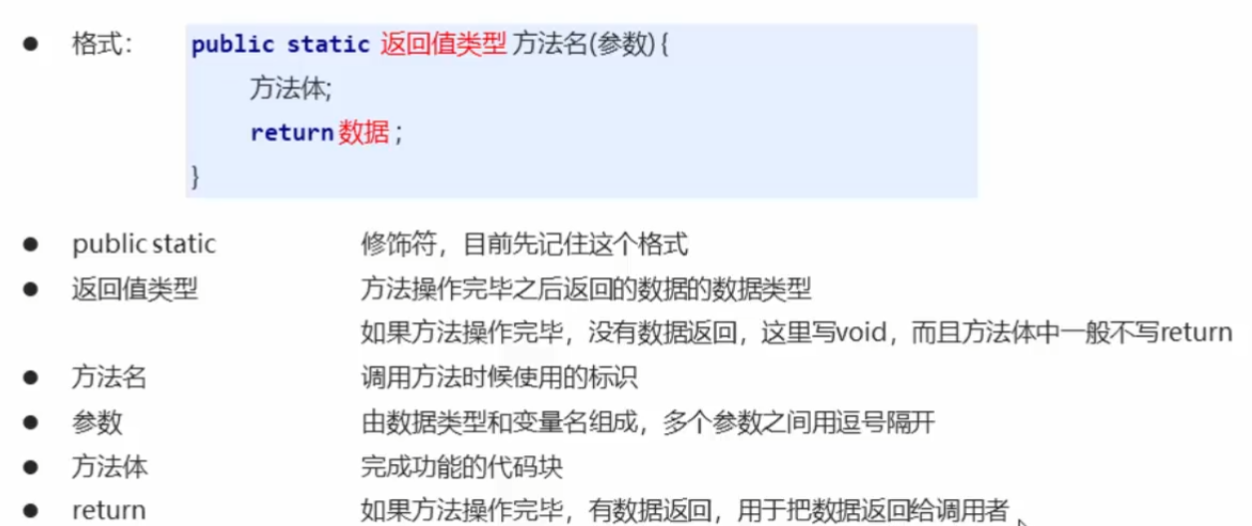 ● 格式： public static 返回值类型 方法名(参数) {
方法体;
return 数据 ;
}
● public static 修饰符，目前先记住这个格式
● 返回值类型 方法操作完毕之后返回的数据的数据类型
如果方法操作完毕，没有数据返回，这里写void，而且方法体中一般不写return
● 方法名 调用方法时候使用的标识
● 参数 由数据类型和变量名组成，多个参数之间用逗号隔开
● 方法体 完成功能的代码块
● return 如果方法操作完毕，有数据返回，用于把数据返回给调用者